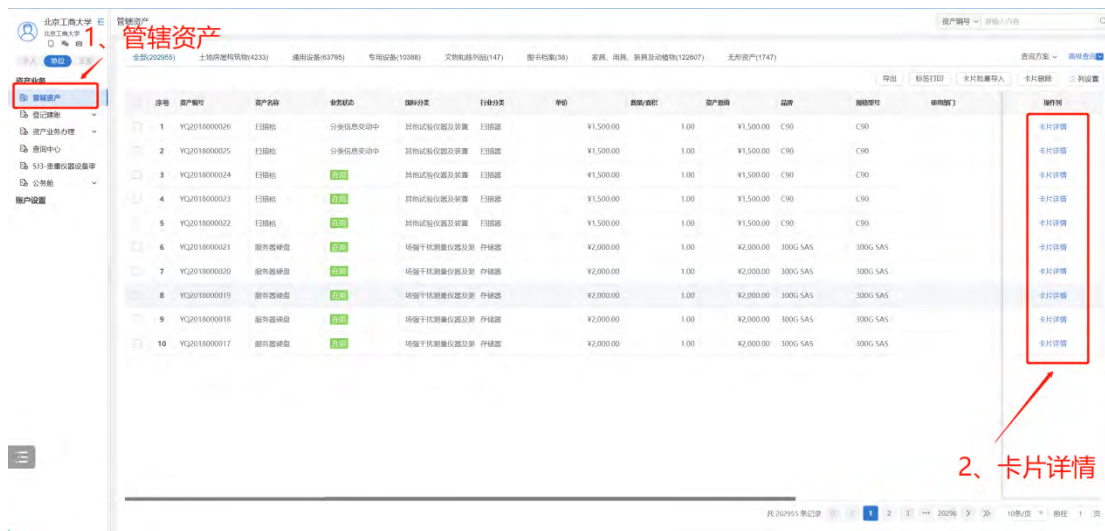 北京工商大学
管辖资产
资产编号
请输入内容
北京工商大学
1、管辖资产
单位
全部(202955) 土地房屋构筑物(4233) 通用设备(63795) 专用设备(10388) 文物和陈列品(147) 图书档案(38) 家具、用具、装具及动植物(122607) 无形资产(1747) 查询方案 高级查询
资产业务
导出 标签打印 卡片批量导入 卡片删除 列设置
管辖资产
登记建账
资产业务办理
查询中心
SJ3-贵重仪器设备审
公务舱
账户设置
序号 资产编号 资产名称 业务状态 国标分类 行业分类 单价 数量/面积 资产原值 品牌 规格型号 使用部门 操作列
1 YQ2018000026 扫描枪 分类信息变动中 其他试验仪器及装置 扫描器 ¥1,500.00 1.00 ¥1,500.00 C90 C90 卡片详情
2 YQ2018000025 扫描枪 分类信息变动中 其他试验仪器及装置 扫描器 ¥1,500.00 1.00 ¥1,500.00 C90 C90 卡片详情
3 YQ2018000024 扫描枪 在用 其他试验仪器及装置 扫描器 ¥1,500.00 1.00 ¥1,500.00 C90 C90 卡片详情
4 YQ2018000023 扫描枪 在用 其他试验仪器及装置 扫描器 ¥1,500.00 1.00 ¥1,500.00 C90 C90 卡片详情
5 YQ2018000022 扫描枪 在用 其他试验仪器及装置 扫描器 ¥1,500.00 1.00 ¥1,500.00 C90 C90 卡片详情
6 YQ2018000021 服务器硬盘 在用 场强干扰测量仪器及测 存储器 ¥2,000.00 1.00 ¥2,000.00 300G SAS 300G SAS 卡片详情
7 YQ2018000020 服务器硬盘 在用 场强干扰测量仪器及测 存储器 ¥2,000.00 1.00 ¥2,000.00 300G SAS 300G SAS 卡片详情
8 YQ2018000019 服务器硬盘 在用 场强干扰测量仪器及测 存储器 ¥2,000.00 1.00 ¥2,000.00 300G SAS 300G SAS 卡片详情
9 YQ2018000018 服务器硬盘 在用 场强干扰测量仪器及测 存储器 ¥2,000.00 1.00 ¥2,000.00 300G SAS 300G SAS 卡片详情
10 YQ2018000017 服务器硬盘 在用 场强干扰测量仪器及测 存储器 ¥2,000.00 1.00 ¥2,000.00 300G SAS 300G SAS 卡片详情
2、卡片详情
共 202955 条记录 1 2 3 ··· 20296 10条/页 前往 1 页